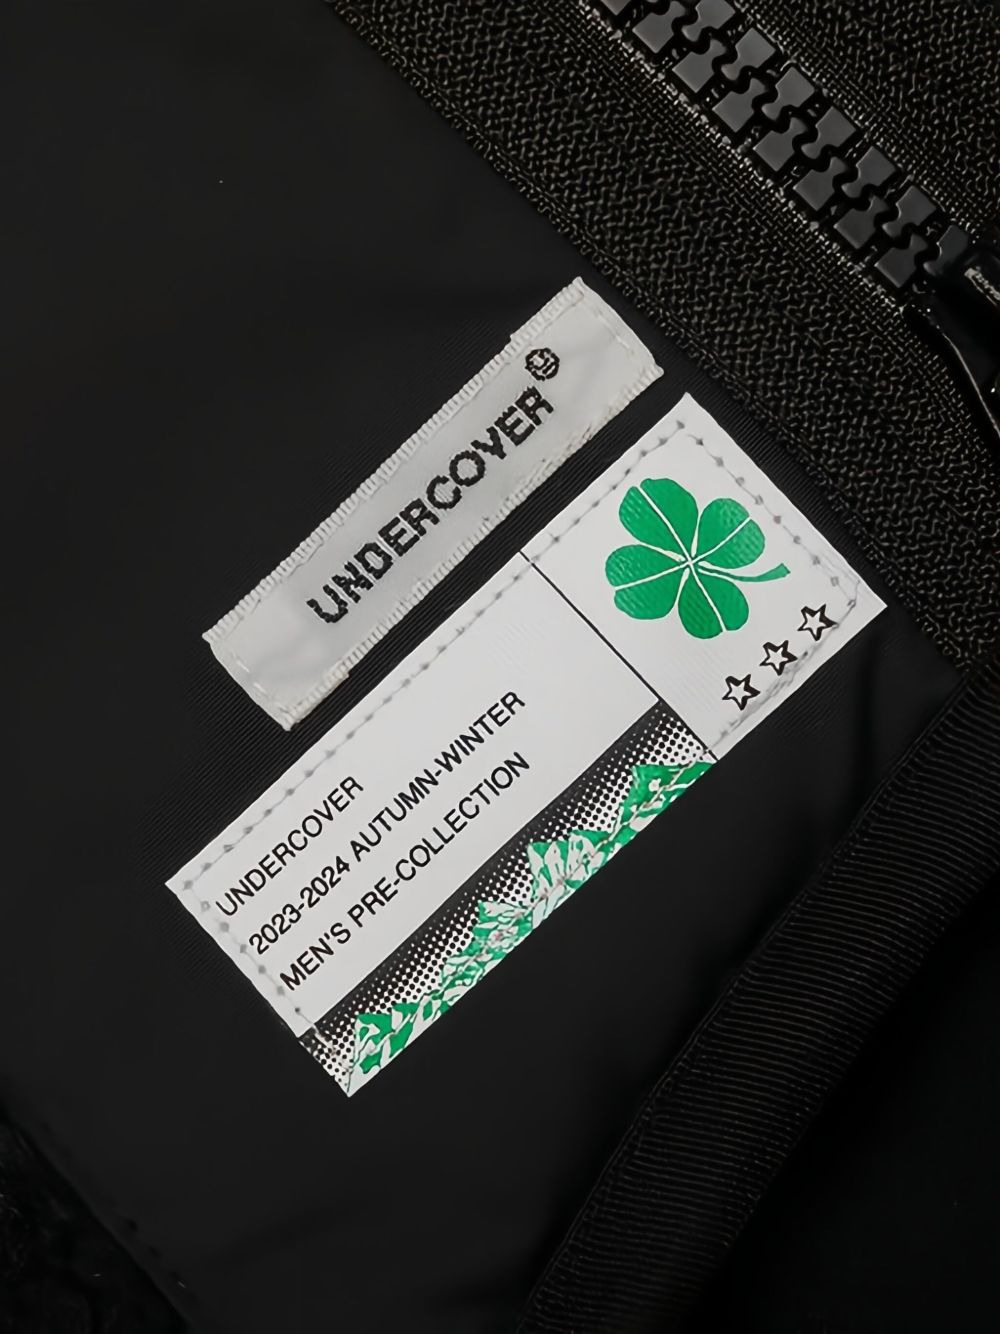 UNDERCOVER
UNDERCOVER
2023-2024 AUTUMN-WINTER
MEN'S PRE-COLLECTION